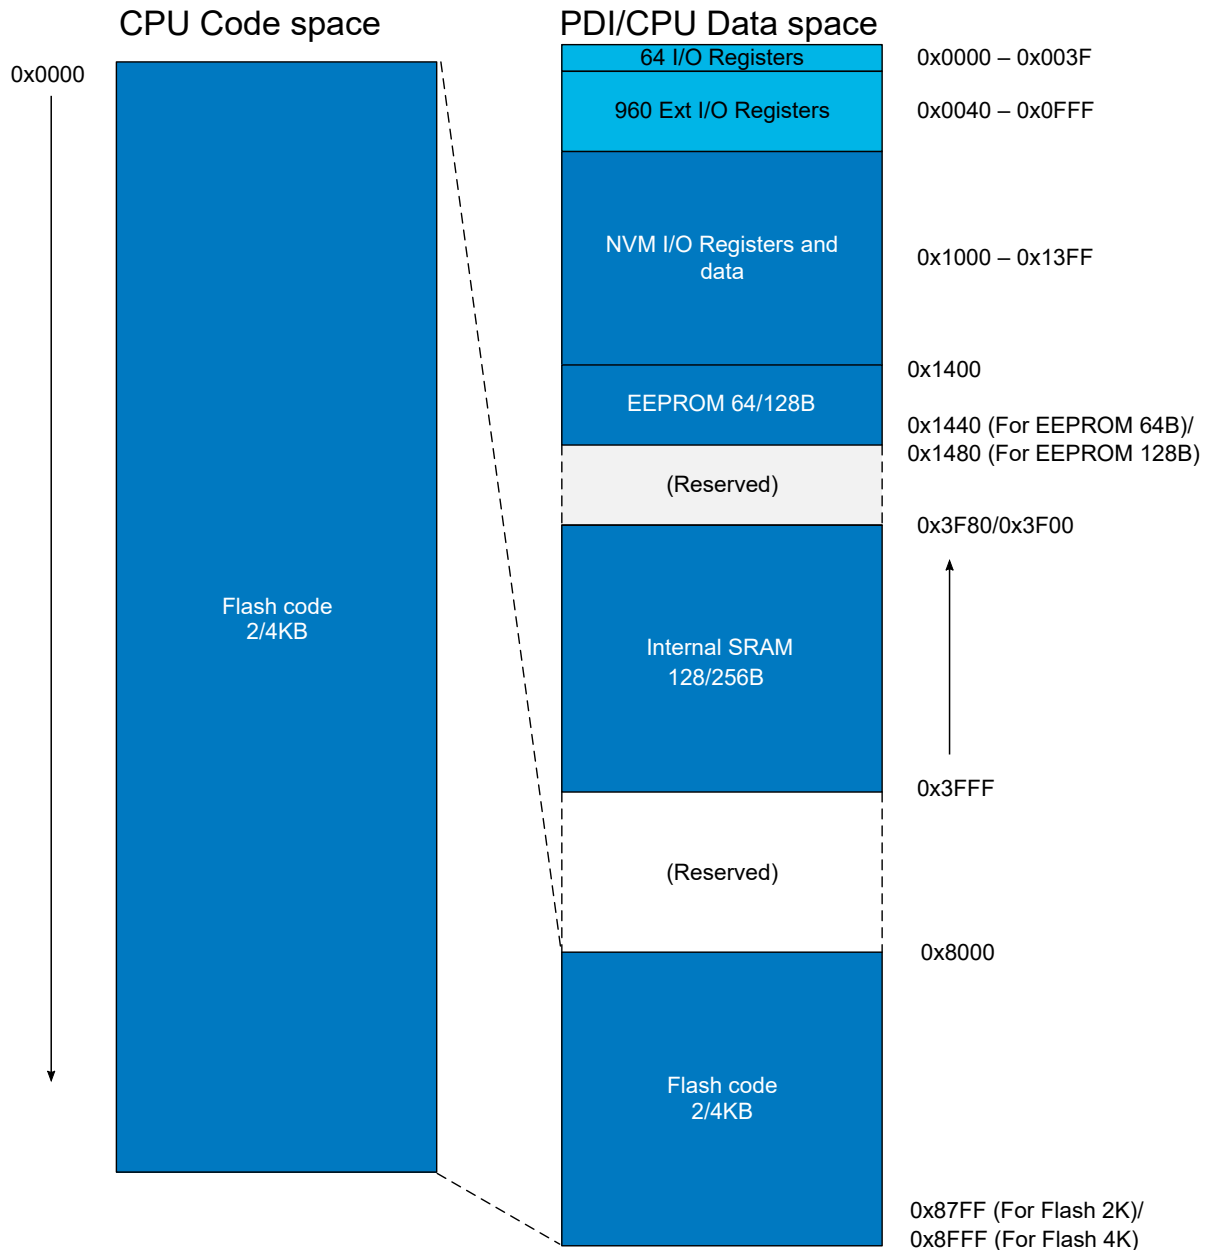 CPU Code space
PDI/CPU Data space
0x0000
64 I/O Registers
0x0000 – 0x003F
960 Ext I/O Registers
0x0040 – 0x0FFF
NVM I/O Registers and
data
0x1000 – 0x13FF
0x1400
EEPROM 64/128B
0x1440 (For EEPROM 64B)/
0x1480 (For EEPROM 128B)
(Reserved)
0x3F80/0x3F00
Flash code
2/4KB
Internal SRAM
128/256B
0x3FFF
(Reserved)
0x8000
Flash code
2/4KB
0x87FF (For Flash 2K)/
0x8FFF (For Flash 4K)